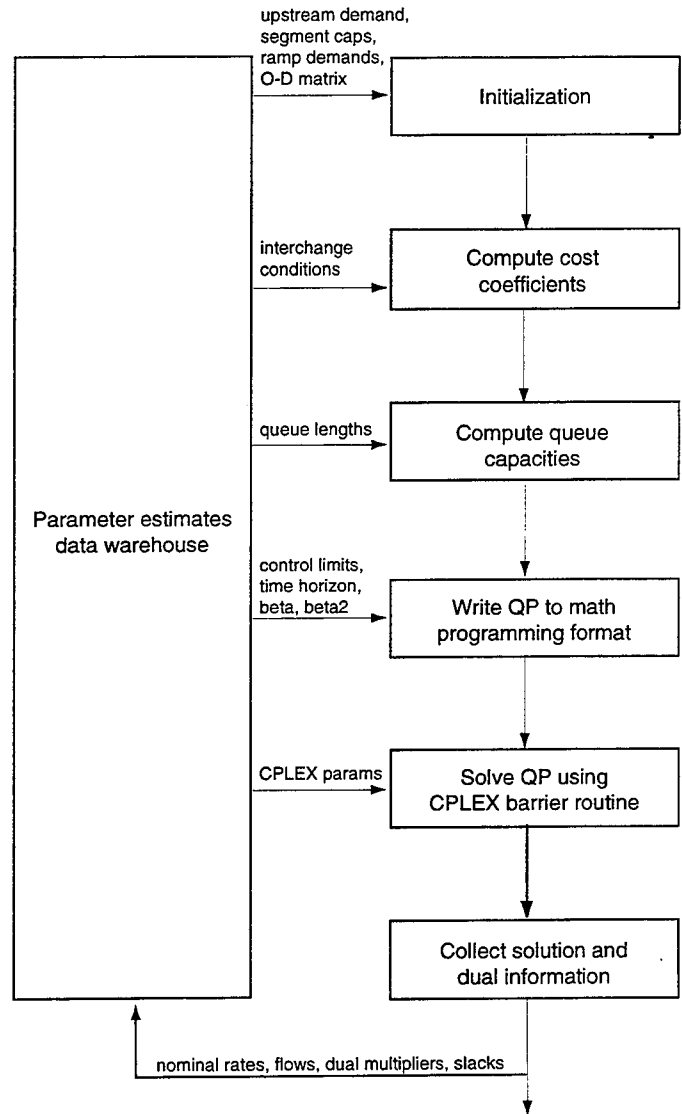 upstream demand,
segment caps,
ramp demands,
O-D matrix
Initialization
interchange
conditions
Compute cost
coefficients
queue lengths
Compute queue
capacities
Parameter estimates
data warehouse
control limits,
time horizon,
beta, beta2
Write QP to math
programming format
CPLEX params
Solve QP using
CPLEX barrier routine
Collect solution and
dual information
nominal rates, flows, dual multipliers, slacks